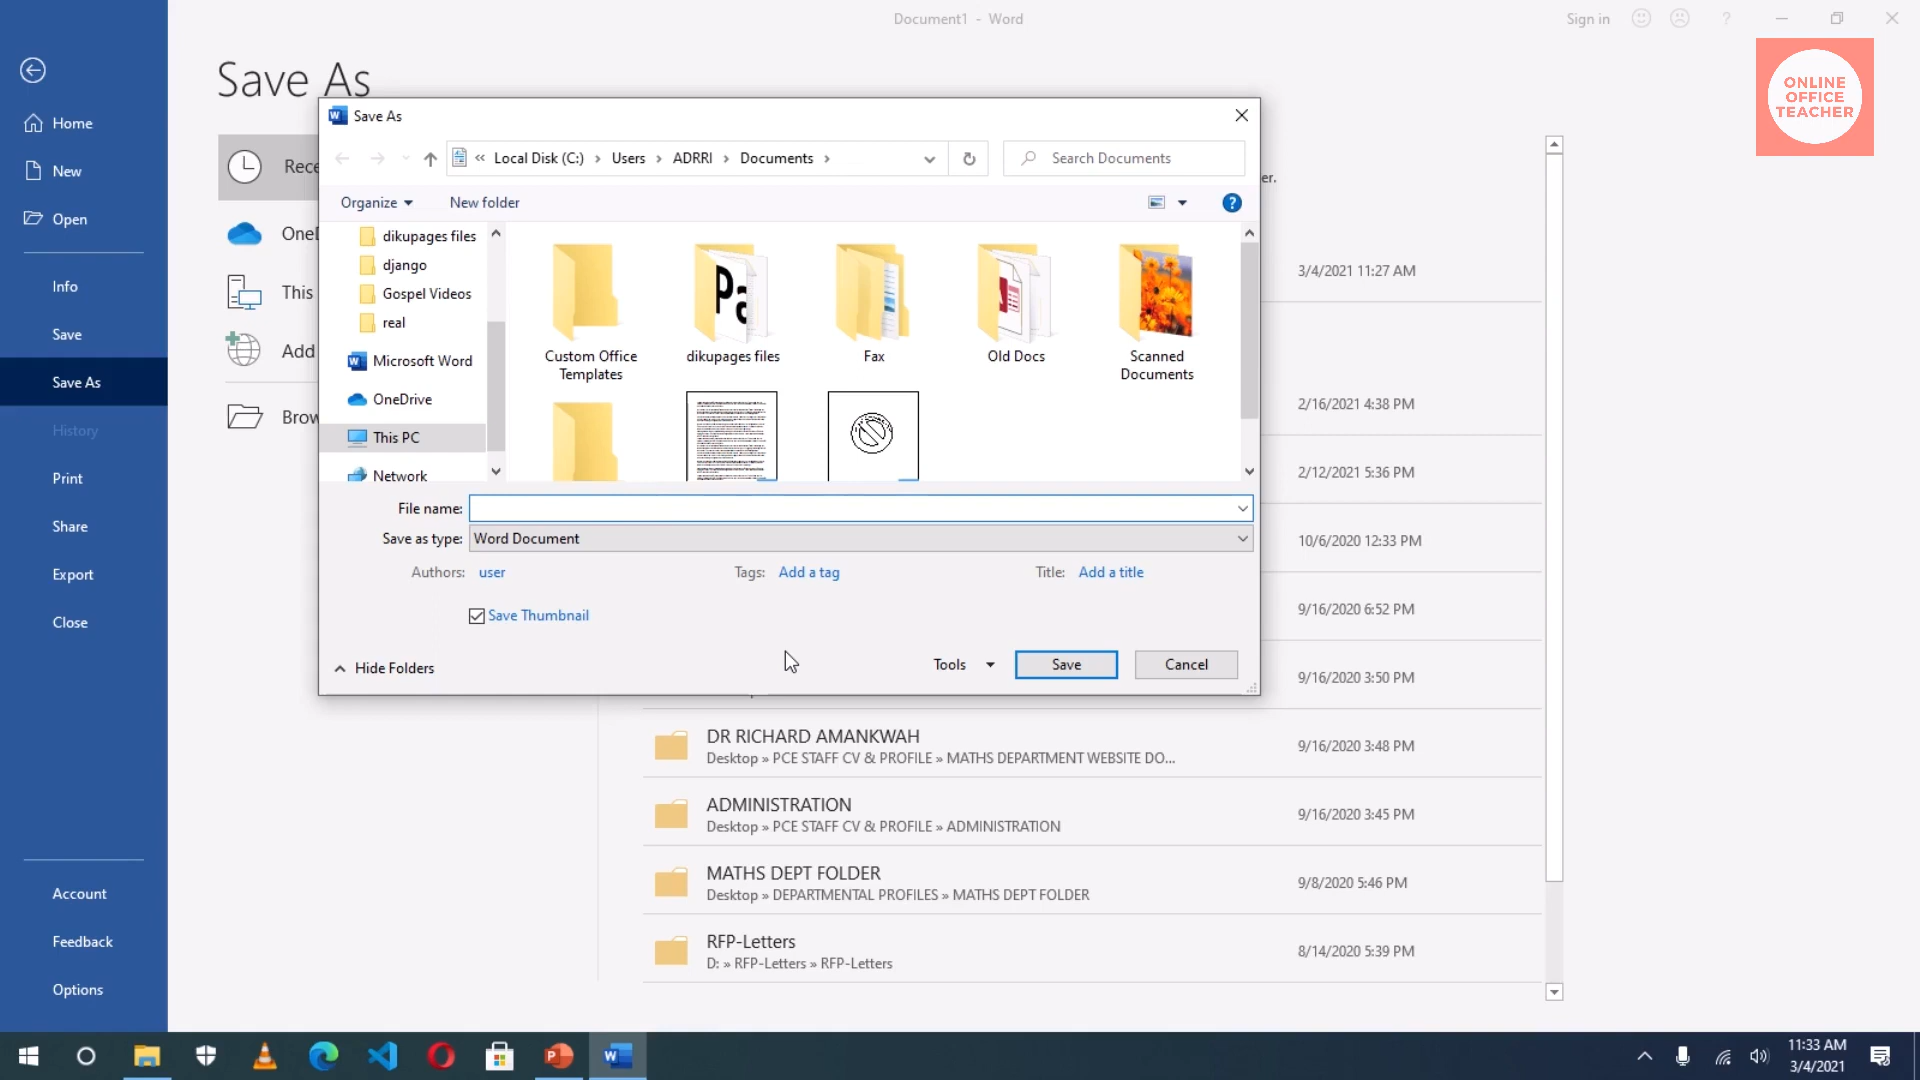 Document1 - Word
Sign in
?
ONLINE
OFFICE
TEACHER
Save As
Home
New
Open
Info
Save
Save As
History
Print
Share
Export
Close
Account
Feedback
Options
This
Add
er.
Save As
« Local Disk (C:) › Users › ADRRI › Documents ›
Search Documents
Organize
New folder
?
dikupages files
django
Gospel Videos
real
Microsoft Word
OneDrive
This PC
Network
Custom Office
Templates
dikupages files
Fax
Old Docs
Scanned
Documents
File name:
Save as type: Word Document
Authors: user
Tags: Add a tag
Title: Add a title
Save Thumbnail
Hide Folders
Tools
Save
Cancel
3/4/2021 11:27 AM
2/16/2021 4:38 PM
2/12/2021 5:36 PM
10/6/2020 12:33 PM
9/16/2020 6:52 PM
9/16/2020 3:50 PM
DR RICHARD AMANKWAH
Desktop » PCE STAFF CV & PROFILE » MATHS DEPARTMENT WEBSITE DO...
9/16/2020 3:48 PM
ADMINISTRATION
Desktop » PCE STAFF CV & PROFILE » ADMINISTRATION
9/16/2020 3:45 PM
MATHS DEPT FOLDER
Desktop » DEPARTMENTAL PROFILES » MATHS DEPT FOLDER
9/8/2020 5:46 PM
RFP-Letters
D: » RFP-Letters » RFP-Letters
8/14/2020 5:39 PM
11:33 AM
3/4/2021